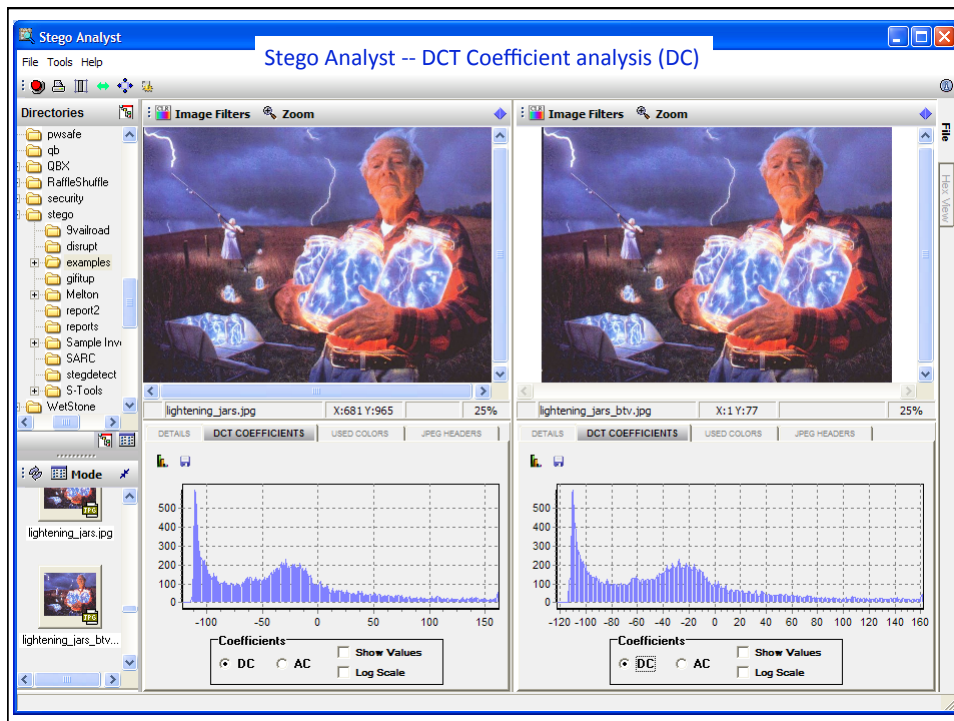 Stego Analyst
Stego Analyst -- DCT Coefficient analysis (DC)
File Tools Help
Directories
pwsafe
qb
QBX
RaffleShuffle
security
stego
9vailroad
disrupt
examples
gifitup
Melton
report2
reports
Sample Inv
SARC
stegdetect
S-Tools
WetStone
Mode
JPG
lightening_jars.jpg
JPG
lightening_jars_btv...
CLR Image Filters Zoom
lightening_jars.jpg X:681 Y:965 25%
DETAILS DCT COEFFICIENTS USED COLORS JPEG HEADERS
500
400
300
200
100
0
-100 -50 0 50 100 150
Coefficients
DC AC Show Values
Log Scale
CLR Image Filters Zoom
lightening_jars_btv.jpg X:1 Y:77 25%
DETAILS DCT COEFFICIENTS USED COLORS JPEG HEADERS
500
400
300
200
100
0
-120 -100 -80 -60 -40 -20 0 20 40 60 80 100 120 140 160
Coefficients
DC AC Show Values
Log Scale
File
Hex View